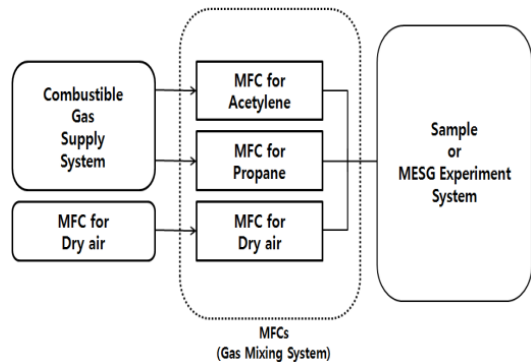 Combustible
Gas
Supply
System
MFC for
Dry air
MFC for
Acetylene
MFC for
Propane
MFC for
Dry air
MFCs
(Gas Mixing System)
Sample
or
MESG Experiment
System